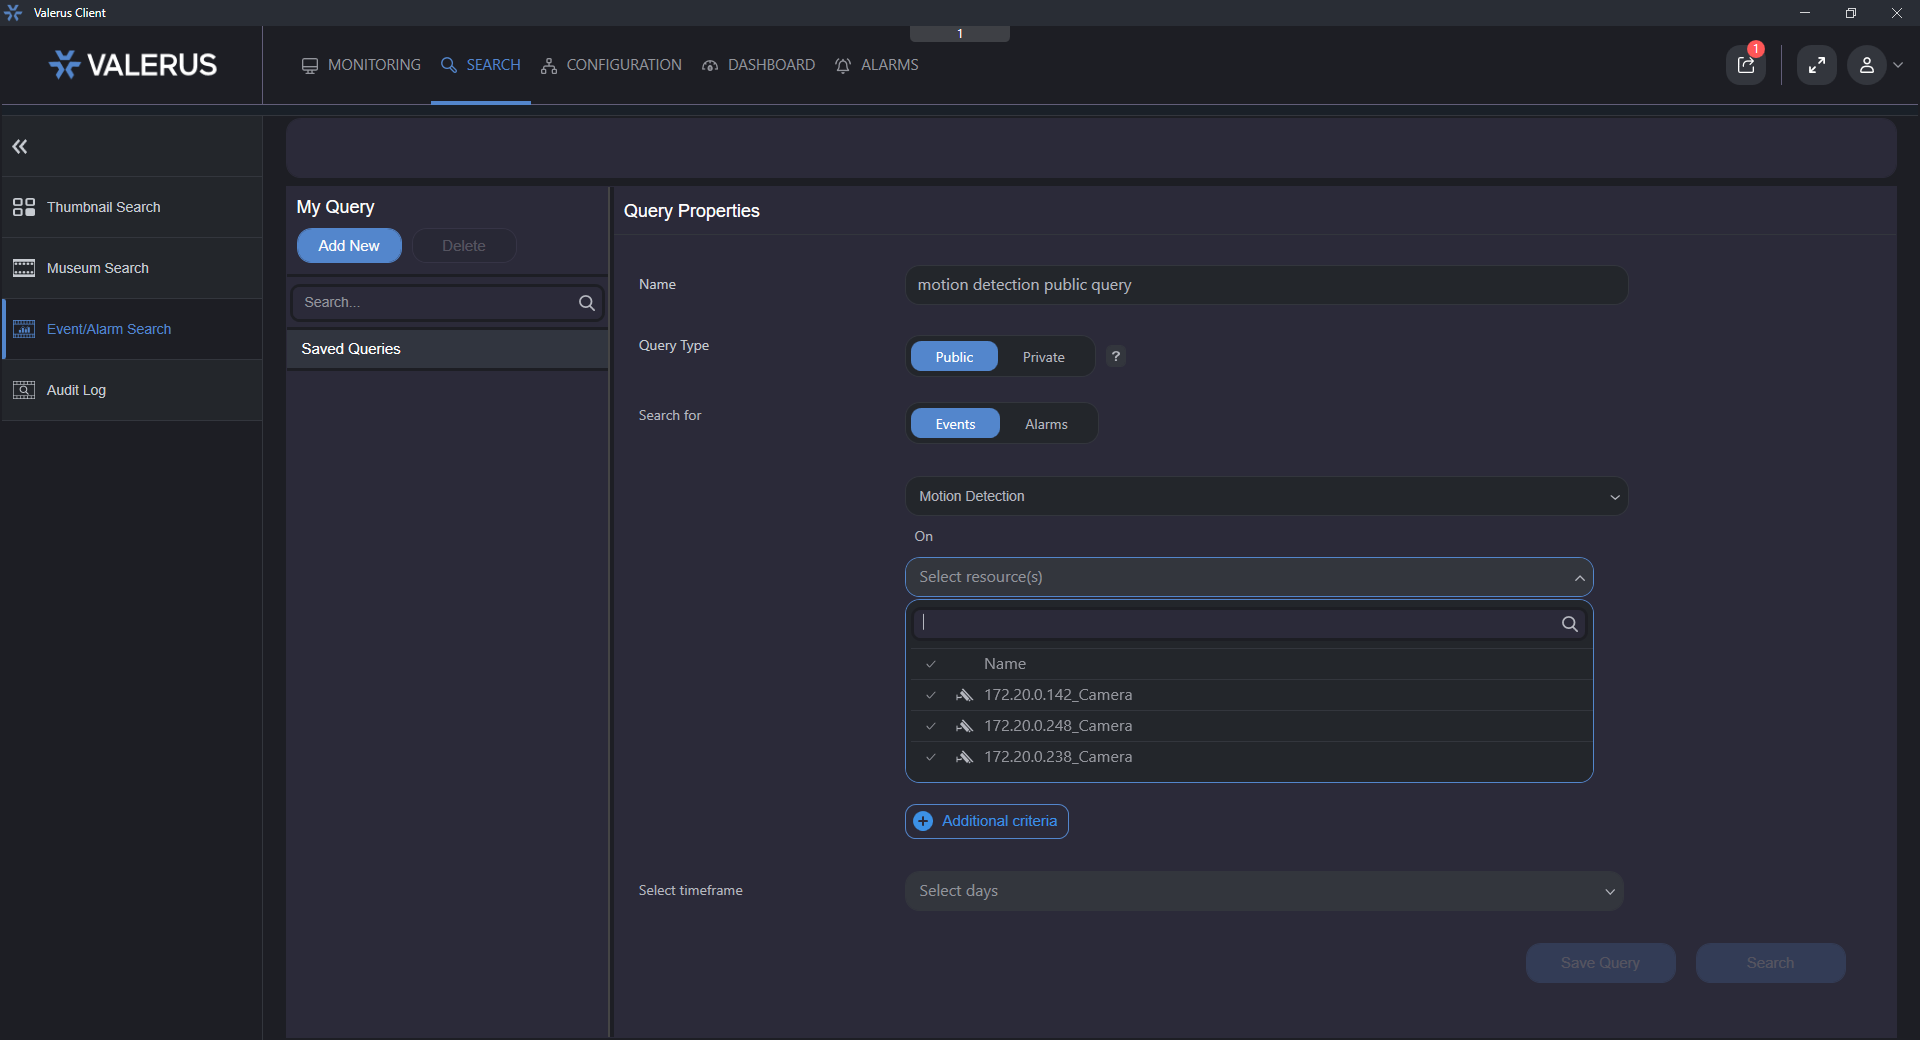 Valerus Client
1
VALERUS
MONITORING
SEARCH
CONFIGURATION
DASHBOARD
ALARMS
1
Thumbnail Search
Museum Search
Event/Alarm Search
Audit Log
My Query
Add New
Delete
Search...
Saved Queries
Query Properties
Name
motion detection public query
Query Type
Public
Private
?
Search for
Events
Alarms
Motion Detection
On
Select resource(s)
Name
172.20.0.142_Camera
172.20.0.248_Camera
172.20.0.238_Camera
Additional criteria
Select timeframe
Select days
Save Query
Search